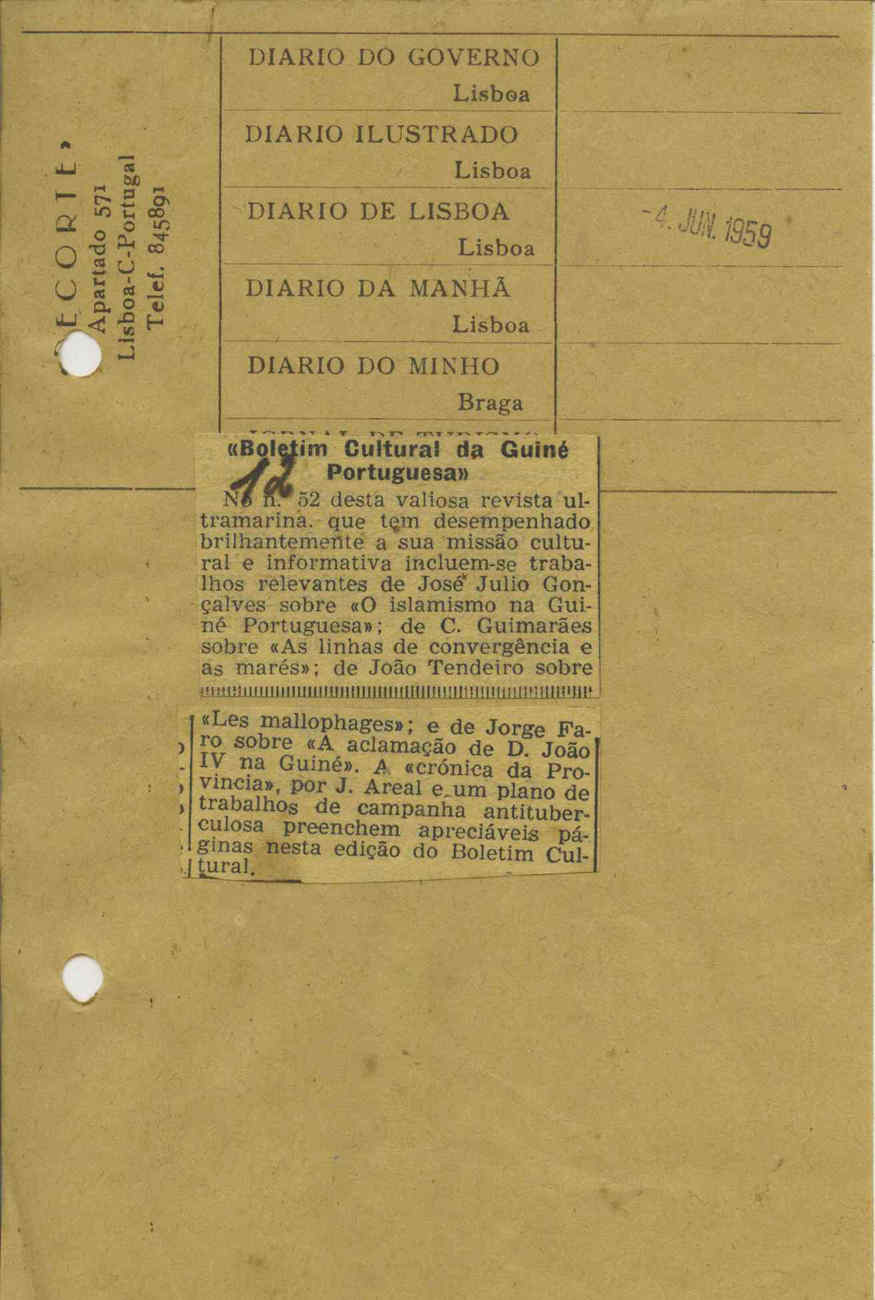 ECORTE»
Apartado 571
Lisboa-C-Portugal
Telef. 845891
DIARIO DO GOVERNO
Lisboa
DIARIO ILUSTRADO
Lisboa
DIARIO DE LISBOA
Lisboa
-4. JUN. 1959
DIARIO DA MANHÃ
Lisboa
DIARIO DO MINHO
Braga
«Boletim Cultural da Guiné
Portuguesa»
12
No n.º 52 desta valiosa revista ul-
tramarina. que tem desempenhado
brilhantemente a sua missão cultu-
ral e informativa incluem-se traba-
lhos relevantes de José Julio Gon-
çalves sobre «O islamismo na Gui-
né Portuguesa»; de C. Guimarães
sobre «As linhas de convergência e
as marés»; de João Tendeiro sobre
«Les mallophages»; e de Jorge Fa-
ro sobre «A aclamação de D. João
IV na Guiné». A «crónica da Pro-
vincia», por J. Areal e um plano de
trabalhos de campanha antituber-
culosa preenchem apreciáveis pá-
ginas nesta edição do Boletim Cul-
tural.